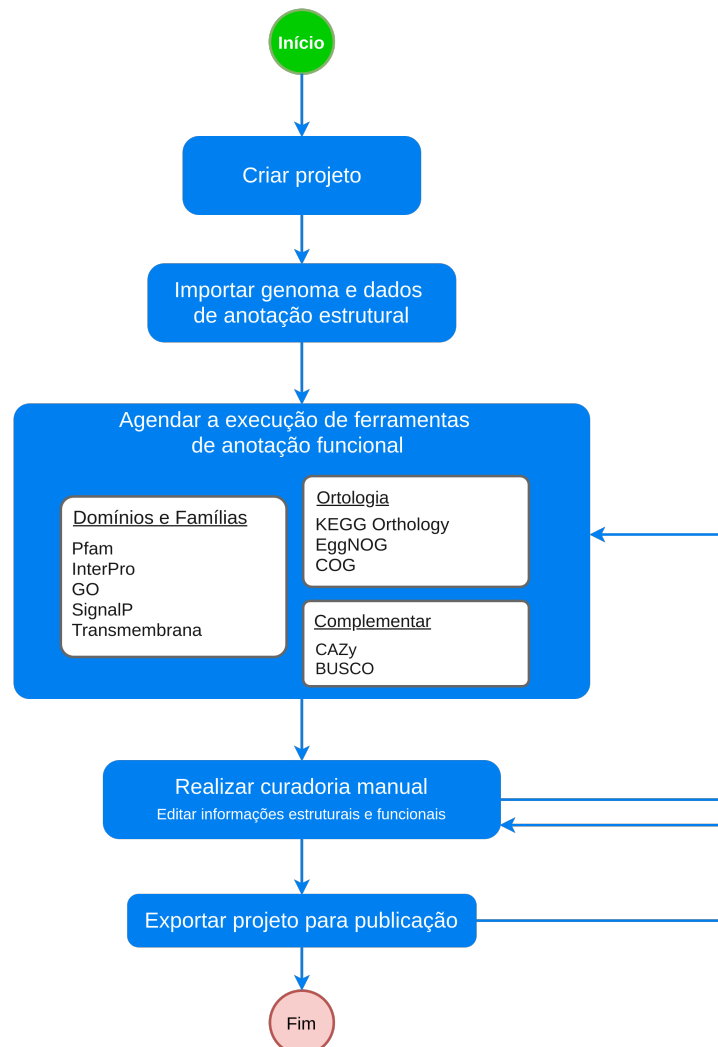 Início
Criar projeto
Importar genoma e dados
de anotação estrutural
Agendar a execução de ferramentas
de anotação funcional
Domínios e Famílias
Pfam
InterPro
GO
SignalP
Transmembrana
Ortologia
KEGG Orthology
EggNOG
COG
Complementar
CAZy
BUSCO
Realizar curadoria manual
Editar informações estruturais e funcionais
Exportar projeto para publicação
Fim